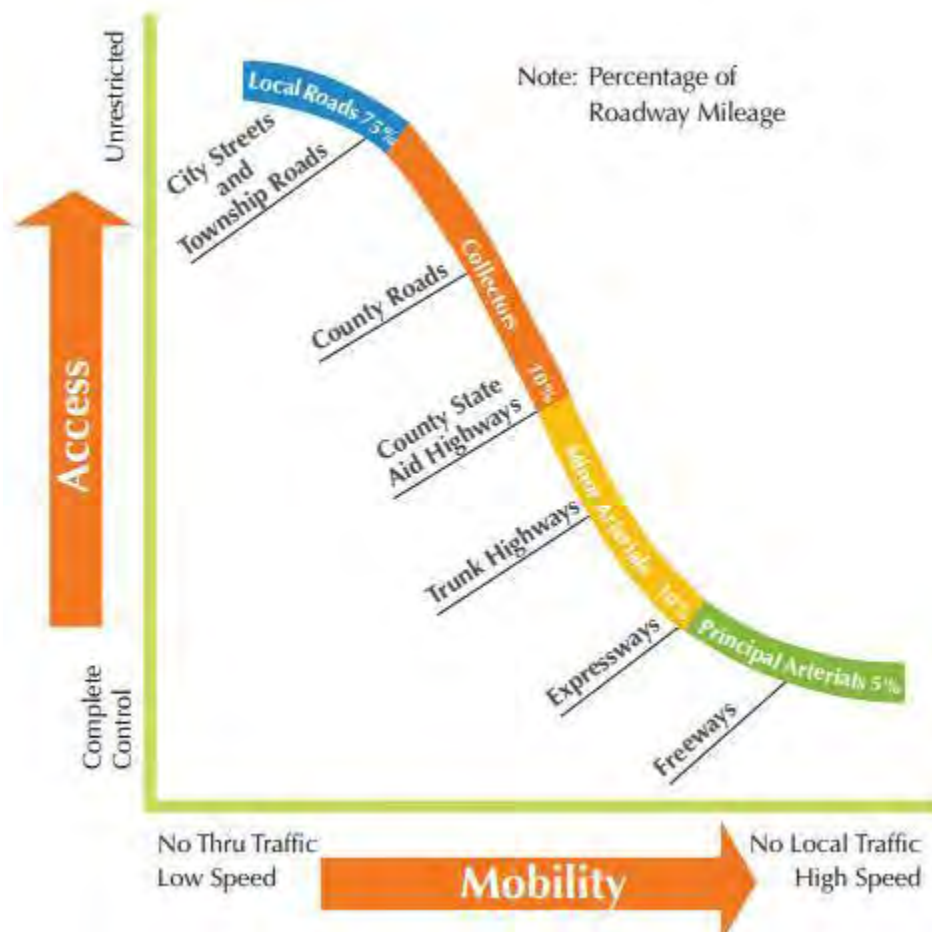 Unrestricted
Access
Complete
Control
Note: Percentage of
Roadway Mileage
Local Roads 75%
City Streets
and
Township Roads
Collectors 10%
County Roads
County State
Aid Highways
Minor Arterials 10%
Trunk Highways
Expressways
Principal Arterials 5%
Freeways
No Thru Traffic
Low Speed
Mobility
No Local Traffic
High Speed